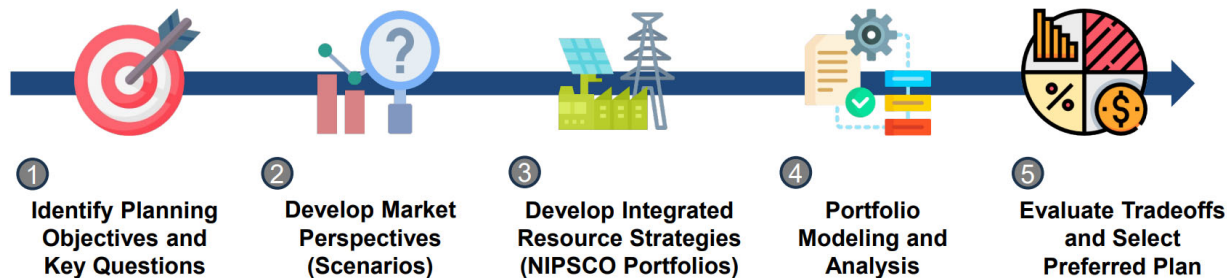 ?
%
$
1
Identify Planning
Objectives and
Key Questions
2
Develop Market
Perspectives
(Scenarios)
3
Develop Integrated
Resource Strategies
(NIPSCO Portfolios)
4
Portfolio
Modeling and
Analysis
5
Evaluate Tradeoffs
and Select
Preferred Plan